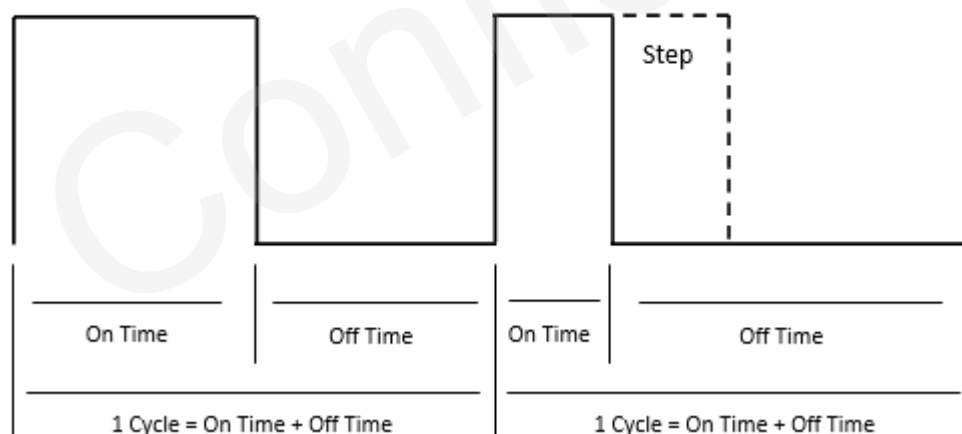 Step
On Time
Off Time
On Time
Off Time
1 Cycle = On Time + Off Time
1 Cycle = On Time + Off Time